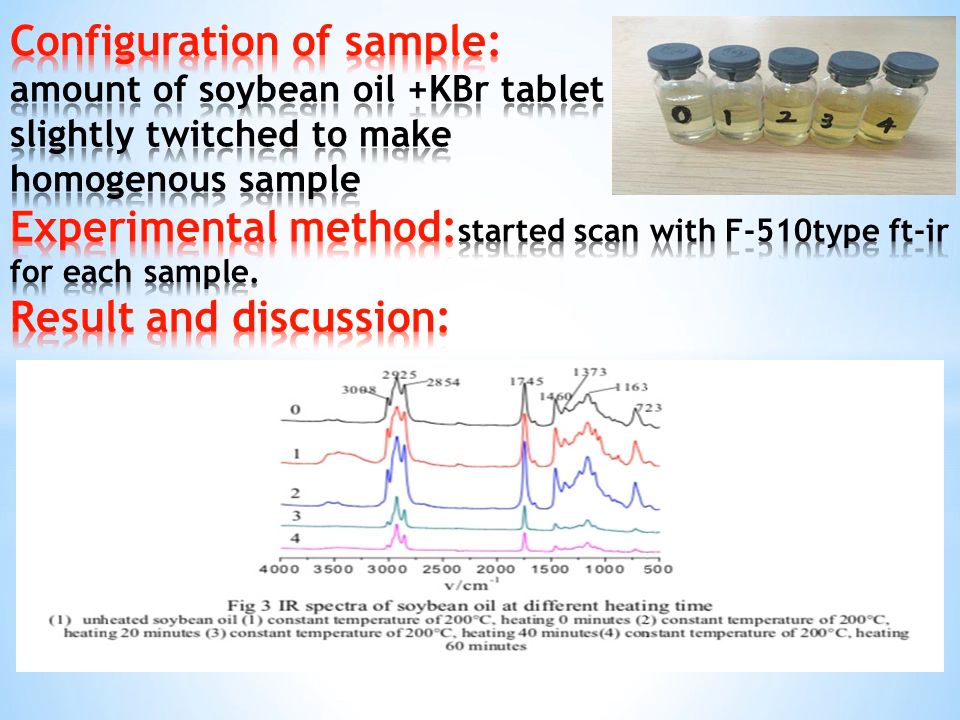 Configuration of sample:
amount of soybean oil +KBr tablet
slightly twitched to make
homogenous sample
0 1 2 3 4
Experimental method:started scan with F-510type ft-ir
for each sample.
Result and discussion:
3008 2925 2854 1745 1460 1373 1163 723
0
1
2
3
4
4000 3500 3000 2500 2000 1500 1000 500
v/cm-1
Fig 3 IR spectra of soybean oil at different heating time
(1) unheated soybean oil (1) constant temperature of 200°C, heating 0 minutes (2) constant temperature of 200°C,
heating 20 minutes (3) constant temperature of 200°C, heating 40 minutes(4) constant temperature of 200°C, heating
60 minutes